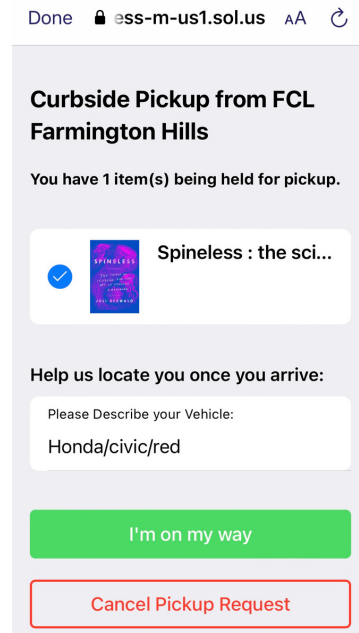 Done ess-m-us1.sol.us AA
Curbside Pickup from FCL
Farmington Hills
You have 1 item(s) being held for pickup.
SPINELESS
JULI BERWALD
Spineless : the sci...
Help us locate you once you arrive:
Please Describe your Vehicle:
Honda/civic/red
I'm on my way
Cancel Pickup Request